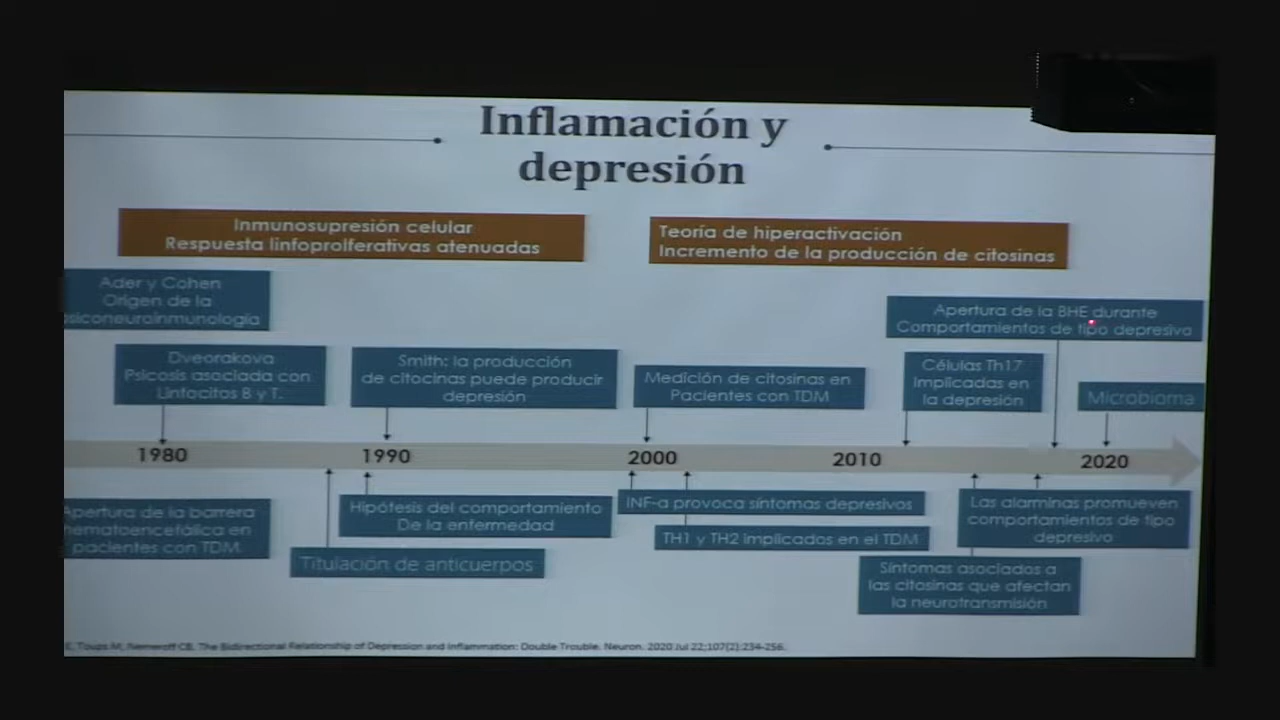 Inflamación y
depresión
Inmunosupresión celular
Respuesta linfoprolferativas atenuadas
Teoría de hiperactivación
Incremento de la producción de citosinas
Ader y Cohen
Origen de la
siconeuroinmunología
Apertura de la BHE durante
Comportamientos de tipo depresivo
Dveorakova
Psicosis asociada con
Linfocitos B y T.
Smith: la producción
de citocinas puede producir
depresión
Medición de citosinas en
Pacientes con TDM
Células Th17
Implicadas en
la depresión
Microbioma
1980
1990
2000
2010
2020
Apertura de la barrera
hematoencefálica en
pacientes con TDM.
Hipótesis del comportamiento
De la enfermedad
Titulación de anticuerpos
INF-a provoca síntomas depresivos
TH1 y TH2 implicados en el TDM
Las alarminas promueven
comportamientos de tipo
depresivo
Síntomas asociados a
las citosinas que afectan
la neurotransmisión
E, Toups M, Nemeroff CB. The Bidirectional Relationship of Depression and Inflammation: Double Trouble. Neuron. 2020 Jul 22;107(2):234-256.